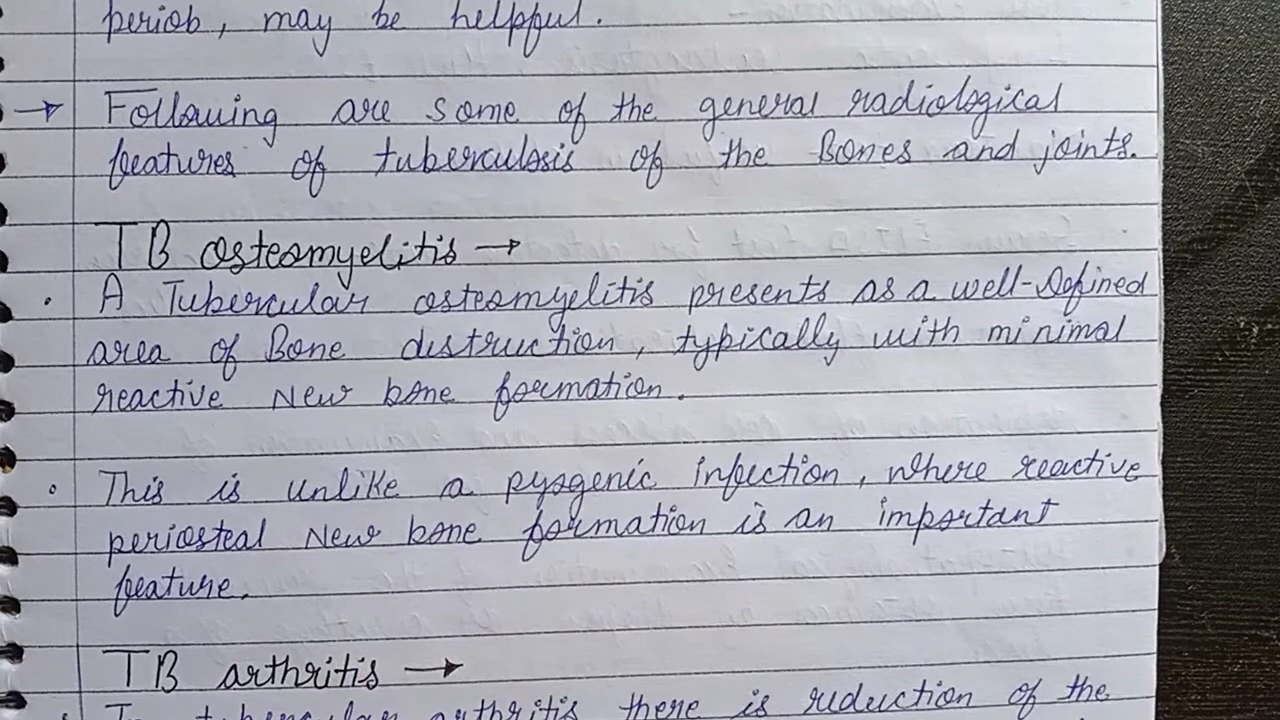 period, may be helpful.
→ Following are some of the general radiological
features of tuberculosis of the Bones and joints.
TB osteomyelitis →
• A Tubercular osteomyelitis presents as a well-Defined
area of Bone destruction, typically with minimal
reactive New bone formation.
• This is unlike a pyogenic infection, where reactive
periosteal New bone formation is an important
feature.
TB arthritis →
• In tubercular arthritis there is reduction of the